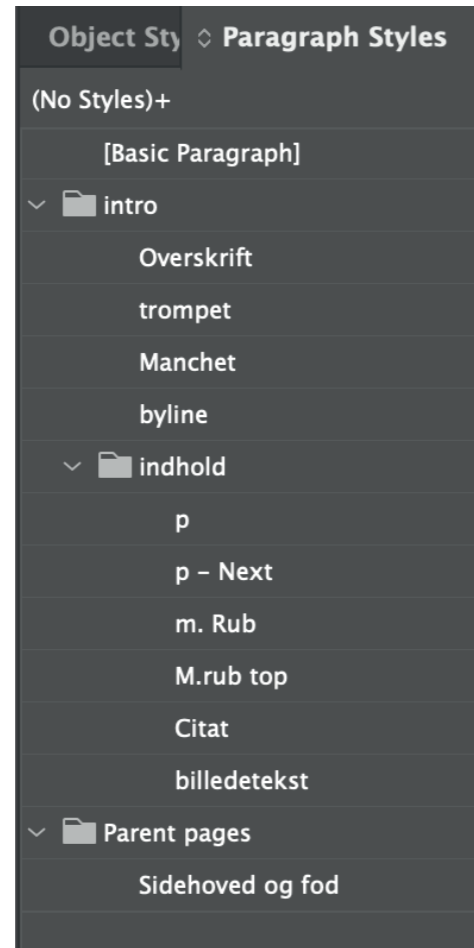 Object Sty
Paragraph Styles
(No Styles)+
[Basic Paragraph]
intro
Overskrift
trompet
Manchet
byline
indhold
p
p – Next
m. Rub
M.rub top
Citat
billedetekst
Parent pages
Sidehoved og fod